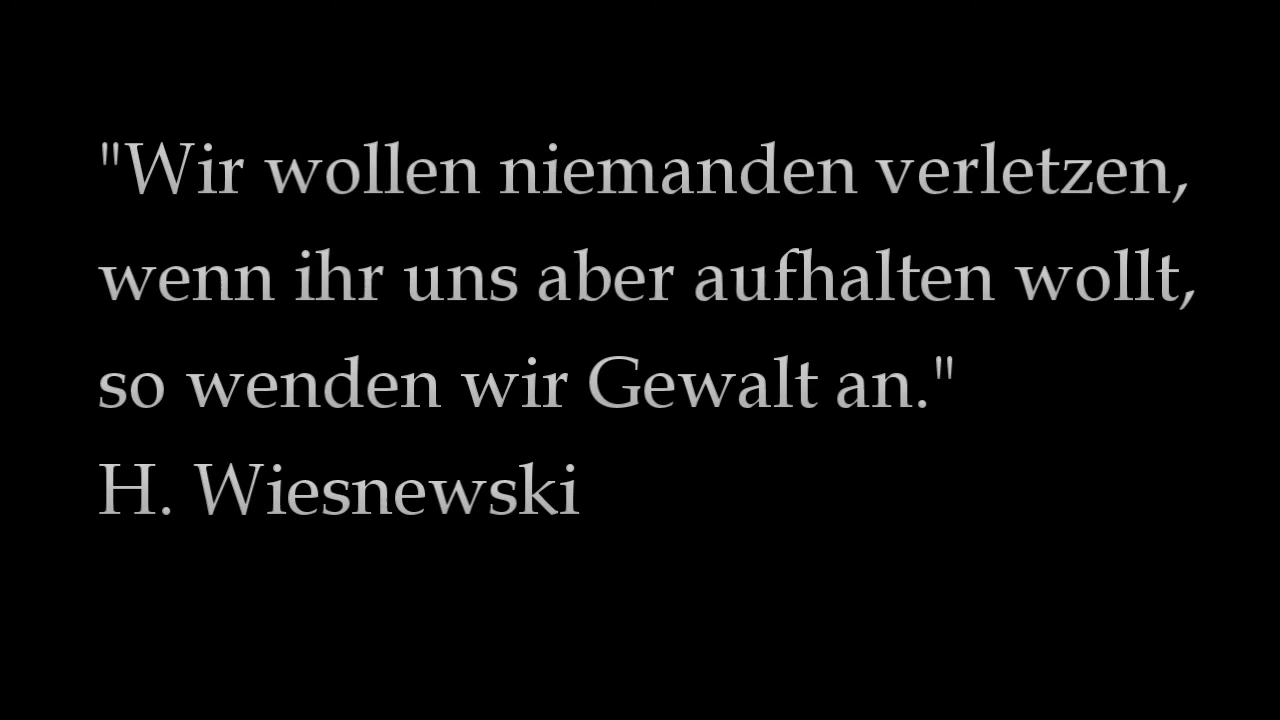 "Wir wollen niemanden verletzen,
wenn ihr uns aber aufhalten wollt,
so wenden wir Gewalt an."
H. Wiesnewski